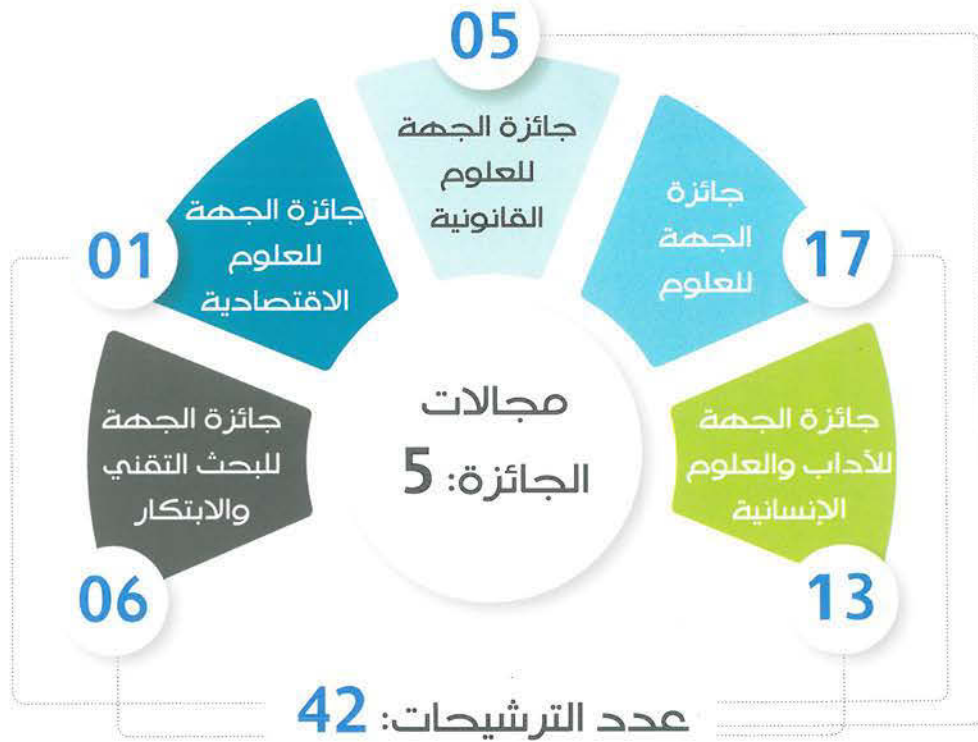 05
جائزة الجهة
للعلوم
القانونية
17
جائزة
الجهة
للعلوم
01
جائزة الجهة
للعلوم
الاقتصادية
13
جائزة الجهة
للأداب والعلوم
الإنسانية
06
جائزة الجهة
للبحث التقني
والابتكار
مجالات
الجائزة: 5
عدد الترشيحات: 42